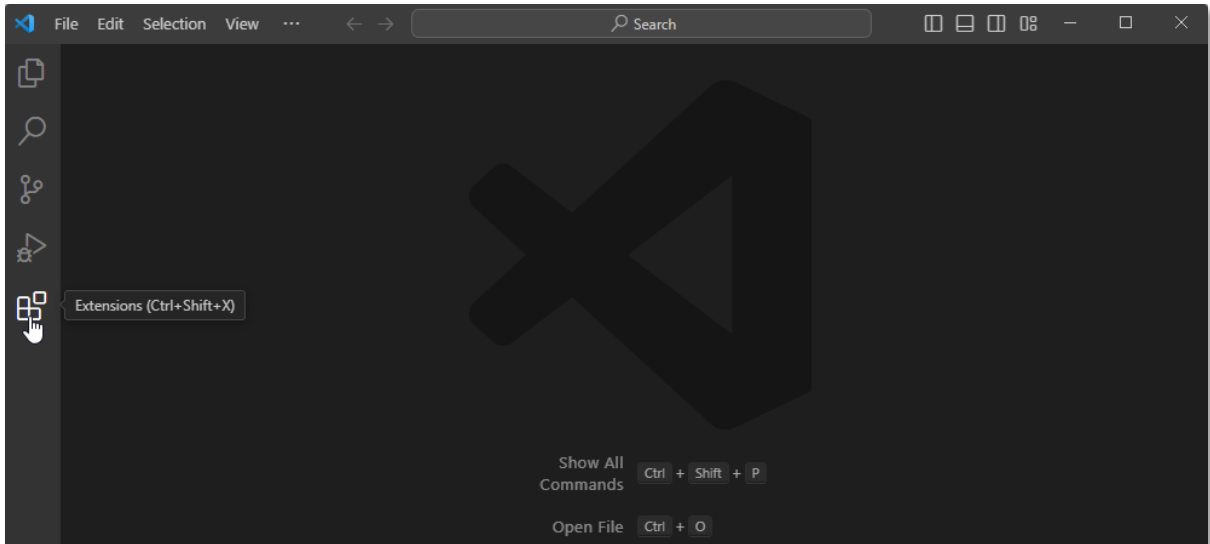 File Edit Selection View ··· Search
Extensions (Ctrl+Shift+X)
Show All
Commands Ctrl + Shift + P
Open File Ctrl + O